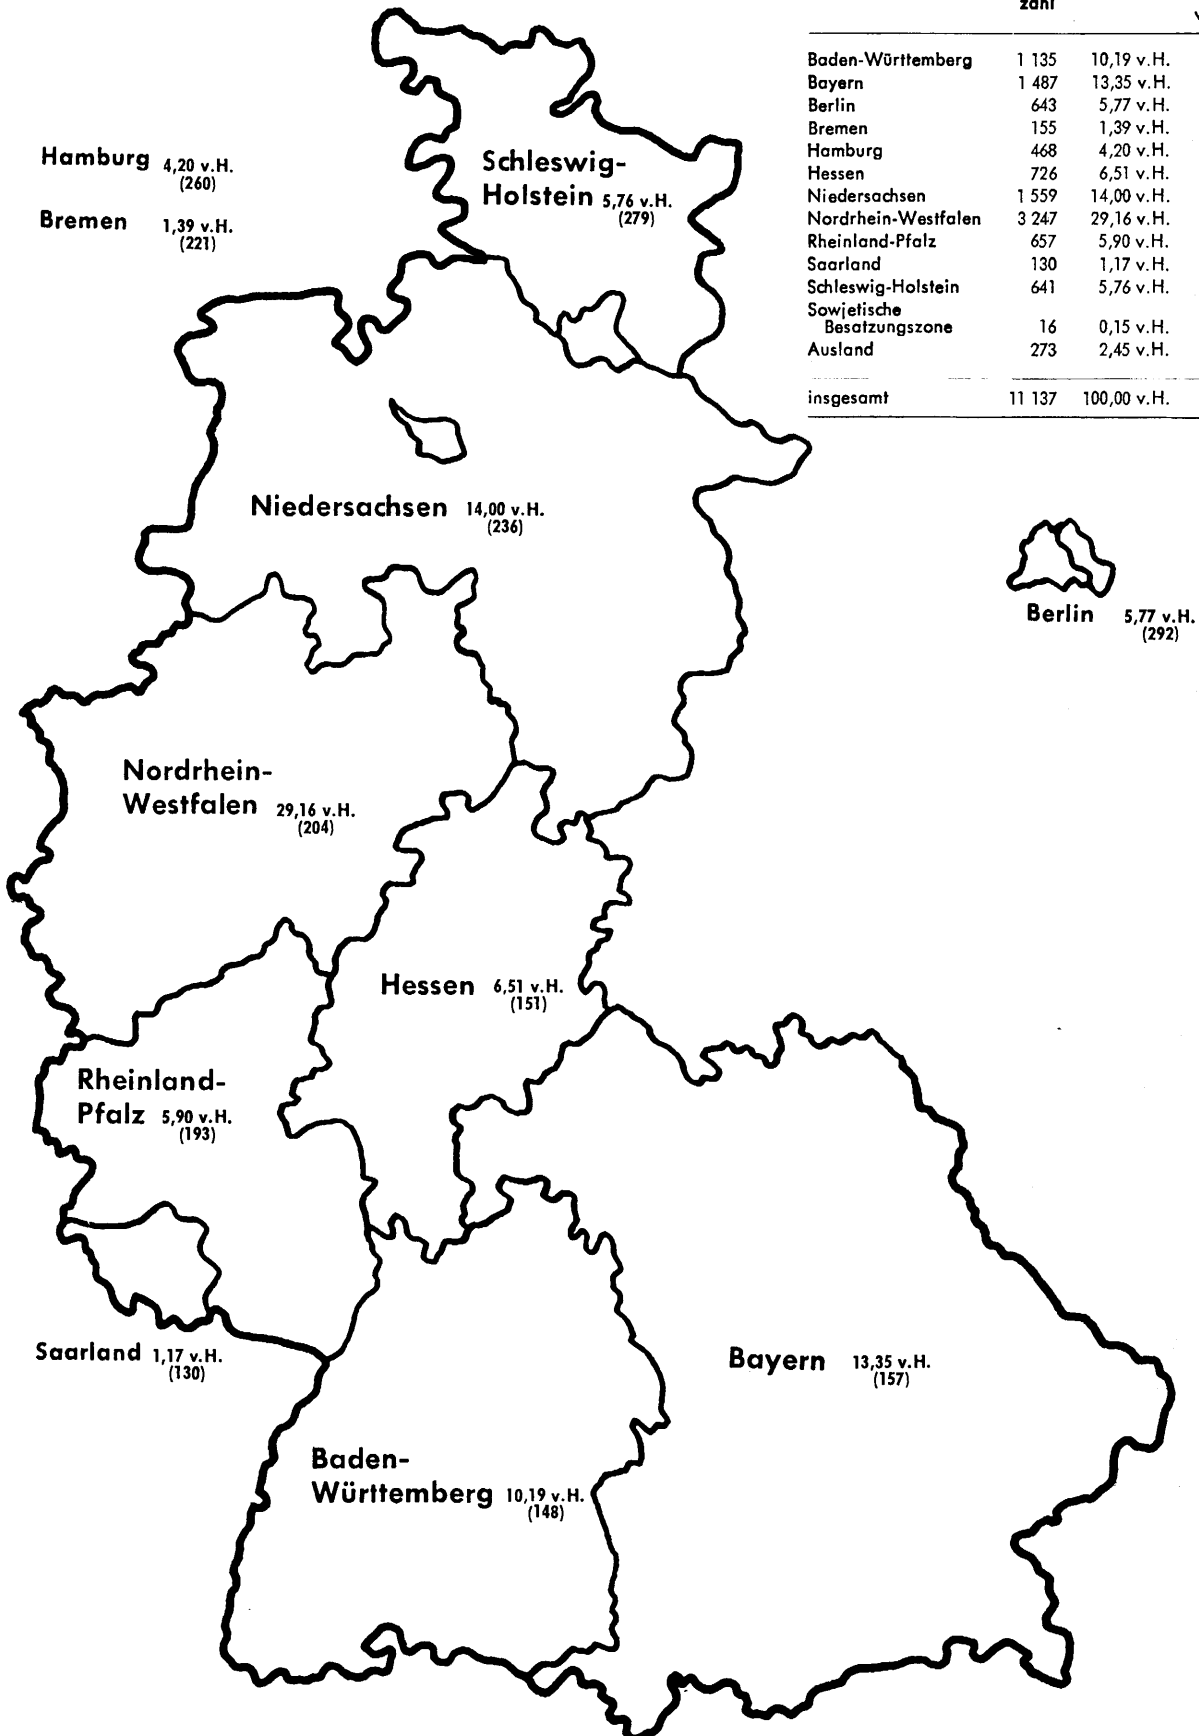 zahl
v
Baden-Württemberg 1 135 10,19 v.H.
Bayern 1 487 13,35 v.H.
Berlin 643 5,77 v.H.
Bremen 155 1,39 v.H.
Hamburg 468 4,20 v.H.
Hessen 726 6,51 v.H.
Niedersachsen 1 559 14,00 v.H.
Nordrhein-Westfalen 3 247 29,16 v.H.
Rheinland-Pfalz 657 5,90 v.H.
Saarland 130 1,17 v.H.
Schleswig-Holstein 641 5,76 v.H.
Sowjetische
Besatzungszone 16 0,15 v.H.
Ausland 273 2,45 v.H.
insgesamt 11 137 100,00 v.H.
Hamburg 4,20 v.H.
(260)
Bremen 1,39 v.H.
(221)
Schleswig-
Holstein 5,76 v.H.
(279)
Niedersachsen 14,00 v.H.
(236)
Berlin 5,77 v.H.
(292)
Nordrhein-
Westfalen 29,16 v.H.
(204)
Hessen 6,51 v.H.
(151)
Rheinland-
Pfalz 5,90 v.H.
(193)
Saarland 1,17 v.H.
(130)
Bayern 13,35 v.H.
(157)
Baden-
Württemberg 10,19 v.H.
(148)